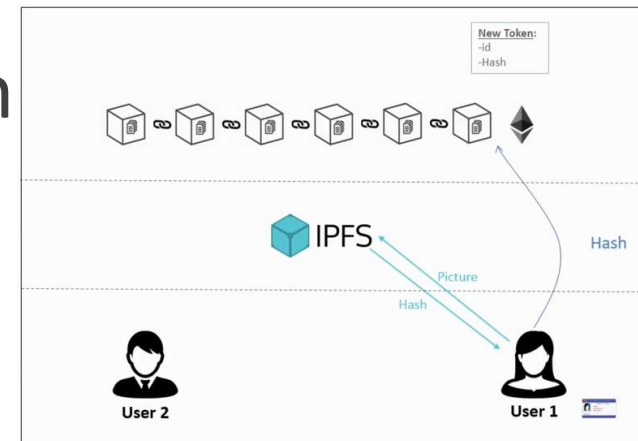 n
New Token:
-id
-Hash
IPFS
Hash
Picture
Hash
User 2
User 1